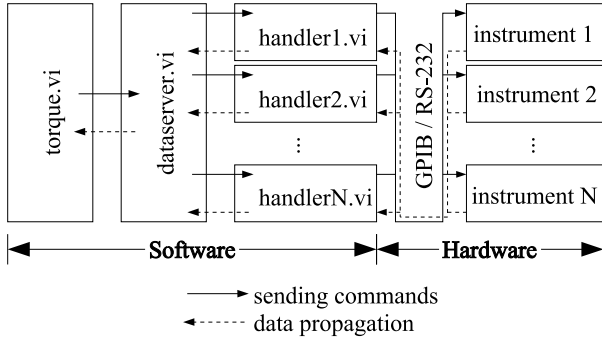 torque.vi
dataserver.vi
handler1.vi
handler2.vi
...
handlerN.vi
GPIB / RS-232
instrument 1
instrument 2
...
instrument N
Software
Hardware
sending commands
data propagation